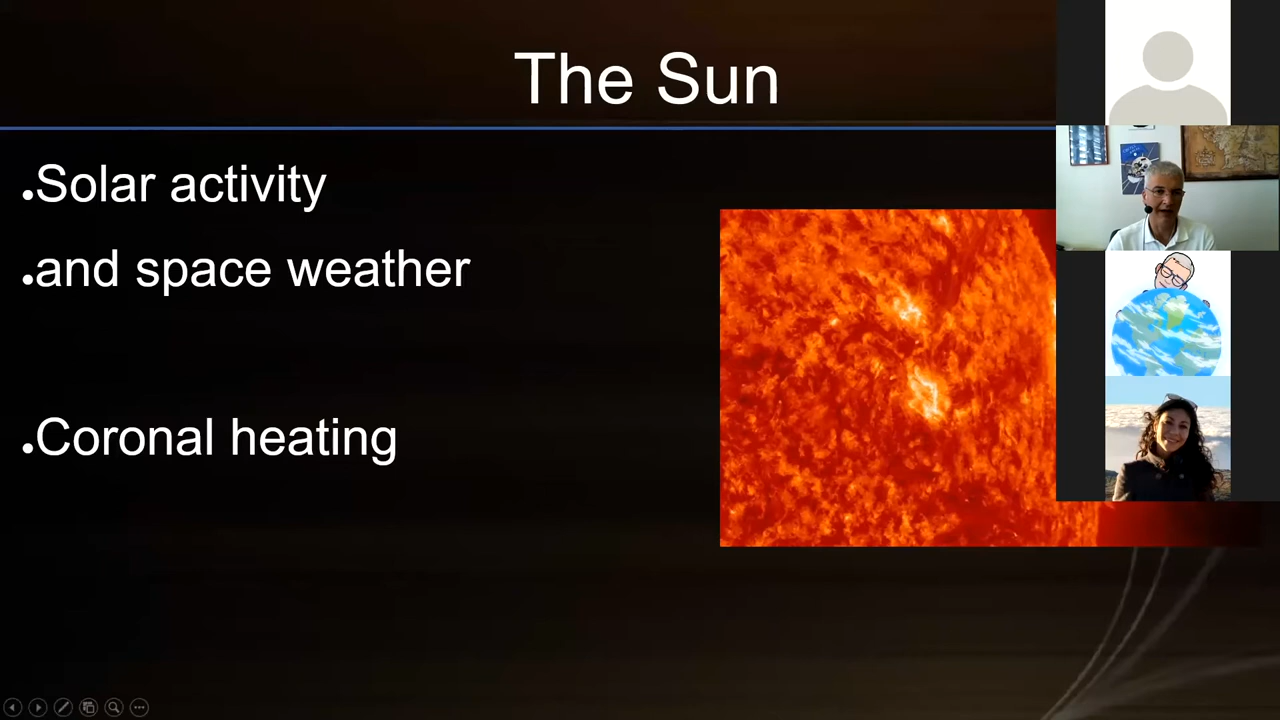 The Sun
•Solar activity
•and space weather
•Coronal heating